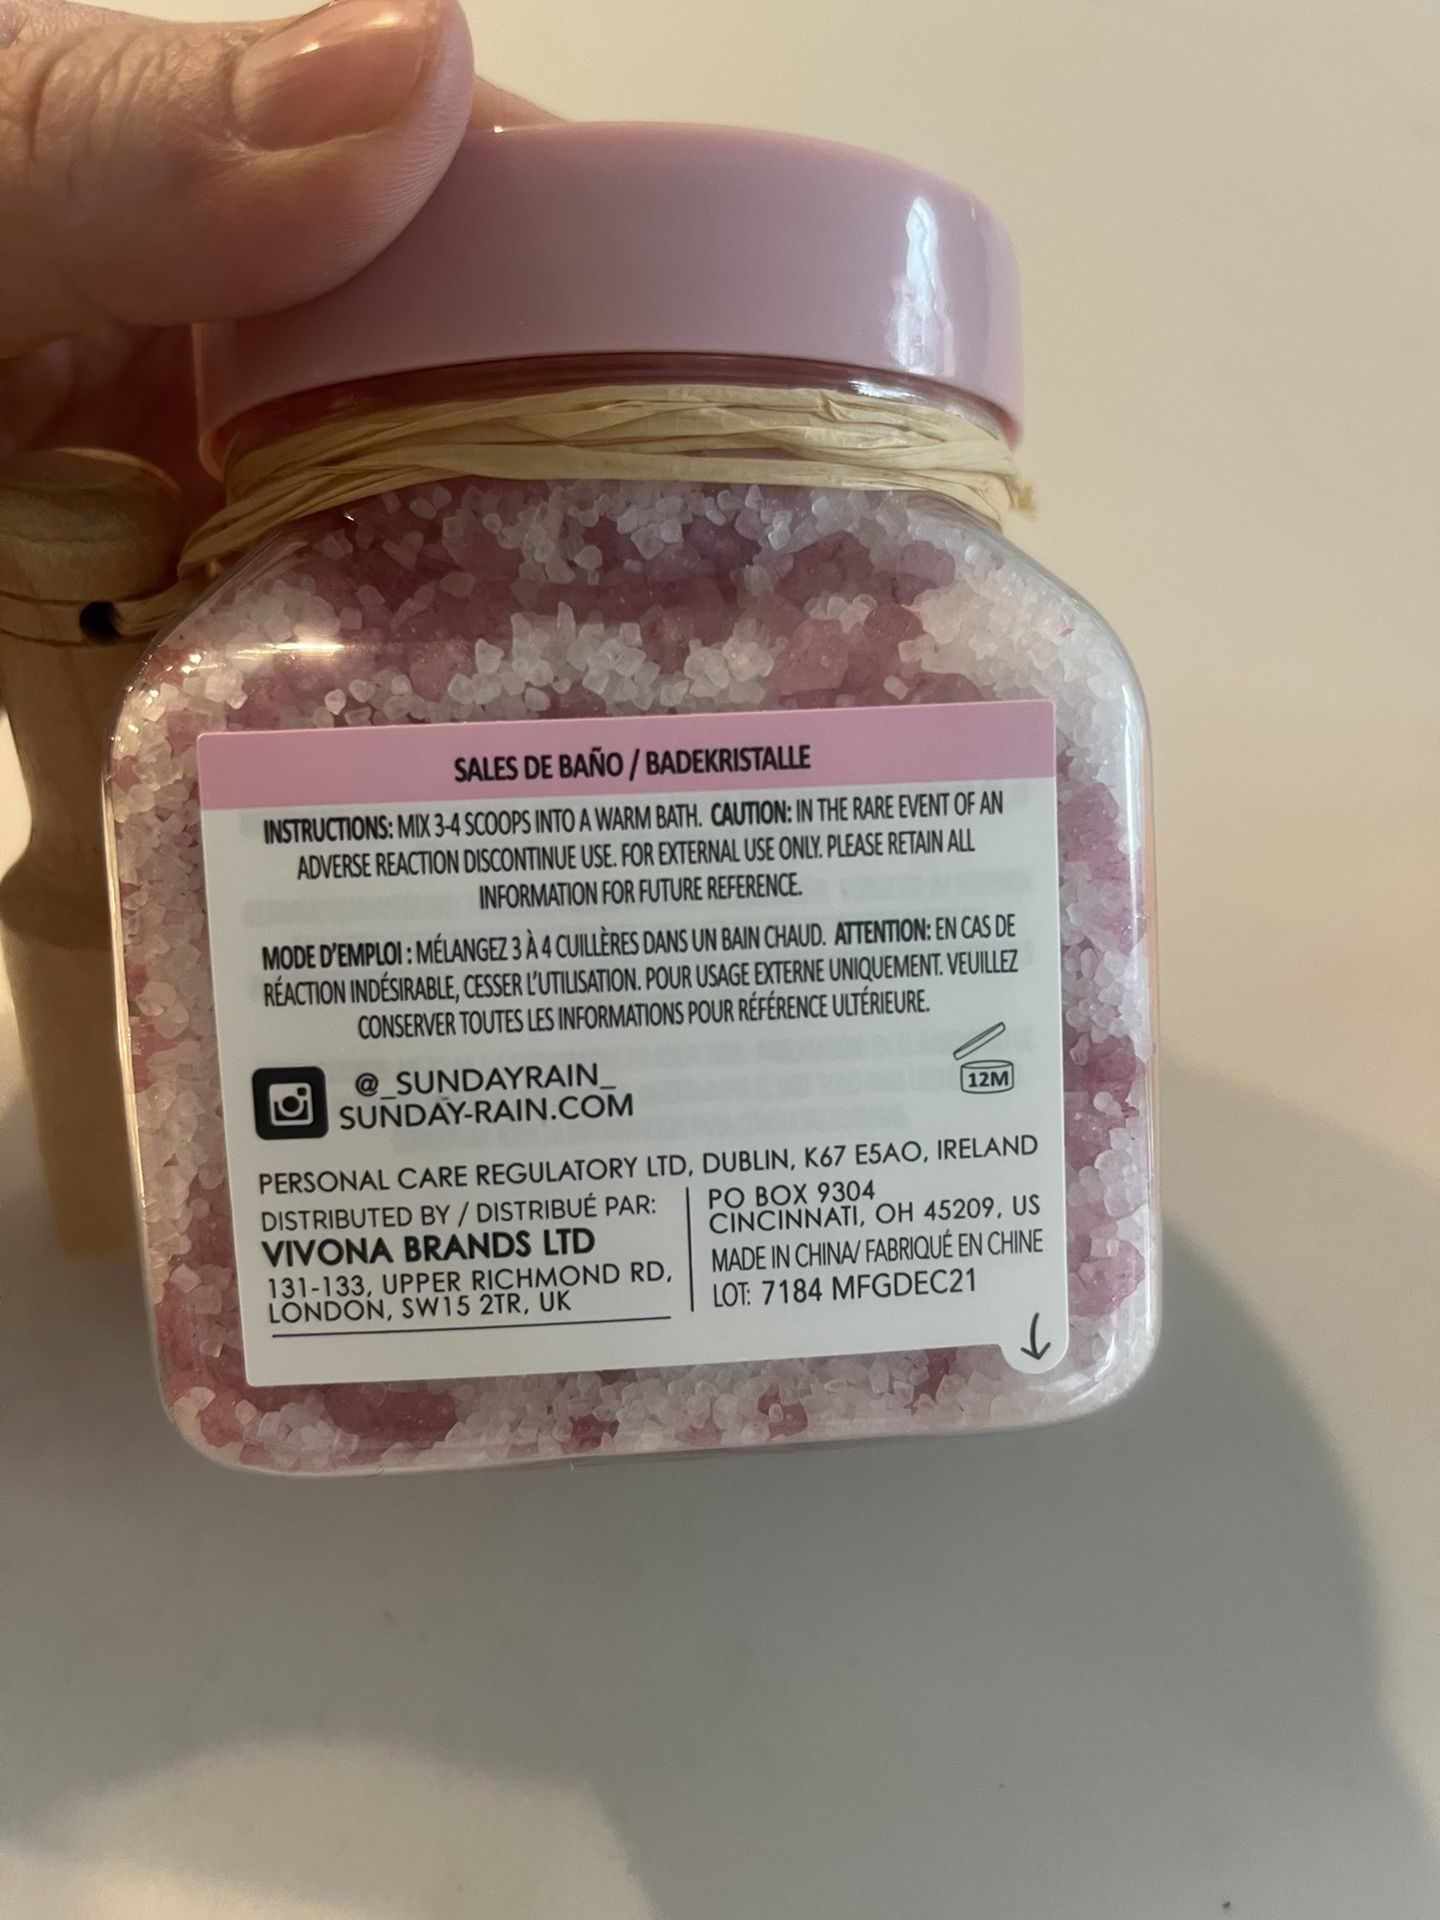 SALES DE BAÑO / BADEKRISTALLE
INSTRUCTIONS: MIX 3-4 SCOOPS INTO A WARM BATH. CAUTION: IN THE RARE EVENT OF AN
ADVERSE REACTION DISCONTINUE USE. FOR EXTERNAL USE ONLY. PLEASE RETAIN ALL
INFORMATION FOR FUTURE REFERENCE.
MODE D'EMPLOI : MÉLANGEZ 3 À 4 CUILLÈRES DANS UN BAIN CHAUD. ATTENTION: EN CAS DE
RÉACTION INDÉSIRABLE, CESSER L'UTILISATION. POUR USAGE EXTERNE UNIQUEMENT. VEUILLEZ
CONSERVER TOUTES LES INFORMATIONS POUR RÉFÉRENCE ULTÉRIEURE.
@_SUNDAYRAIN_
SUNDAY-RAIN.COM
12M
PERSONAL CARE REGULATORY LTD, DUBLIN, K67 E5AO, IRELAND
DISTRIBUTED BY / DISTRIBUÉ PAR:
VIVONA BRANDS LTD
131-133, UPPER RICHMOND RD,
LONDON, SW15 2TR, UK
PO BOX 9304
CINCINNATI, OH 45209, US
MADE IN CHINA/ FABRIQUÉ EN CHINE
LOT: 7184 MFGDEC21